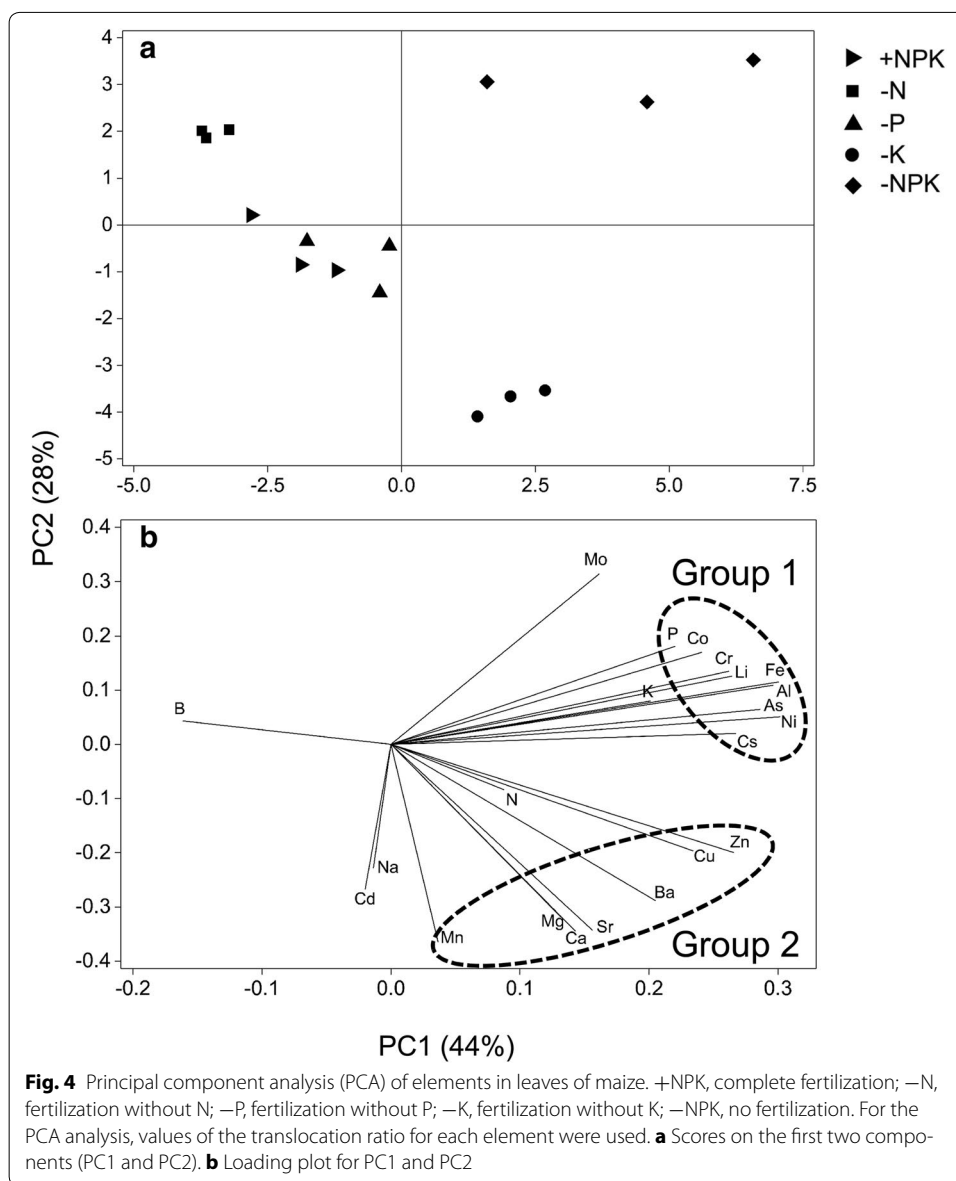 a
4
3
2
1
0
-1
-2
-3
-4
-5
-5.0 -2.5 0.0 2.5 5.0 7.5
+NPK
-N
-P
-K
-NPK
PC2 (28%)
b
0.4
0.3
0.2
0.1
0.0
-0.1
-0.2
-0.3
-0.4
-0.2 -0.1 0.0 0.1 0.2 0.3
Mo
Group 1
P Co
Cr
Li
Fe
K
Al
As
Ni
Cs
B
N
Zn
Cu
Na
Cd
Ba
Mg
Sr
Mn
Ca
Group 2
PC1 (44%)
Fig. 4 Principal component analysis (PCA) of elements in leaves of maize. +NPK, complete fertilization; −N,
fertilization without N; −P, fertilization without P; −K, fertilization without K; −NPK, no fertilization. For the
PCA analysis, values of the translocation ratio for each element were used. a Scores on the first two compo-
nents (PC1 and PC2). b Loading plot for PC1 and PC2